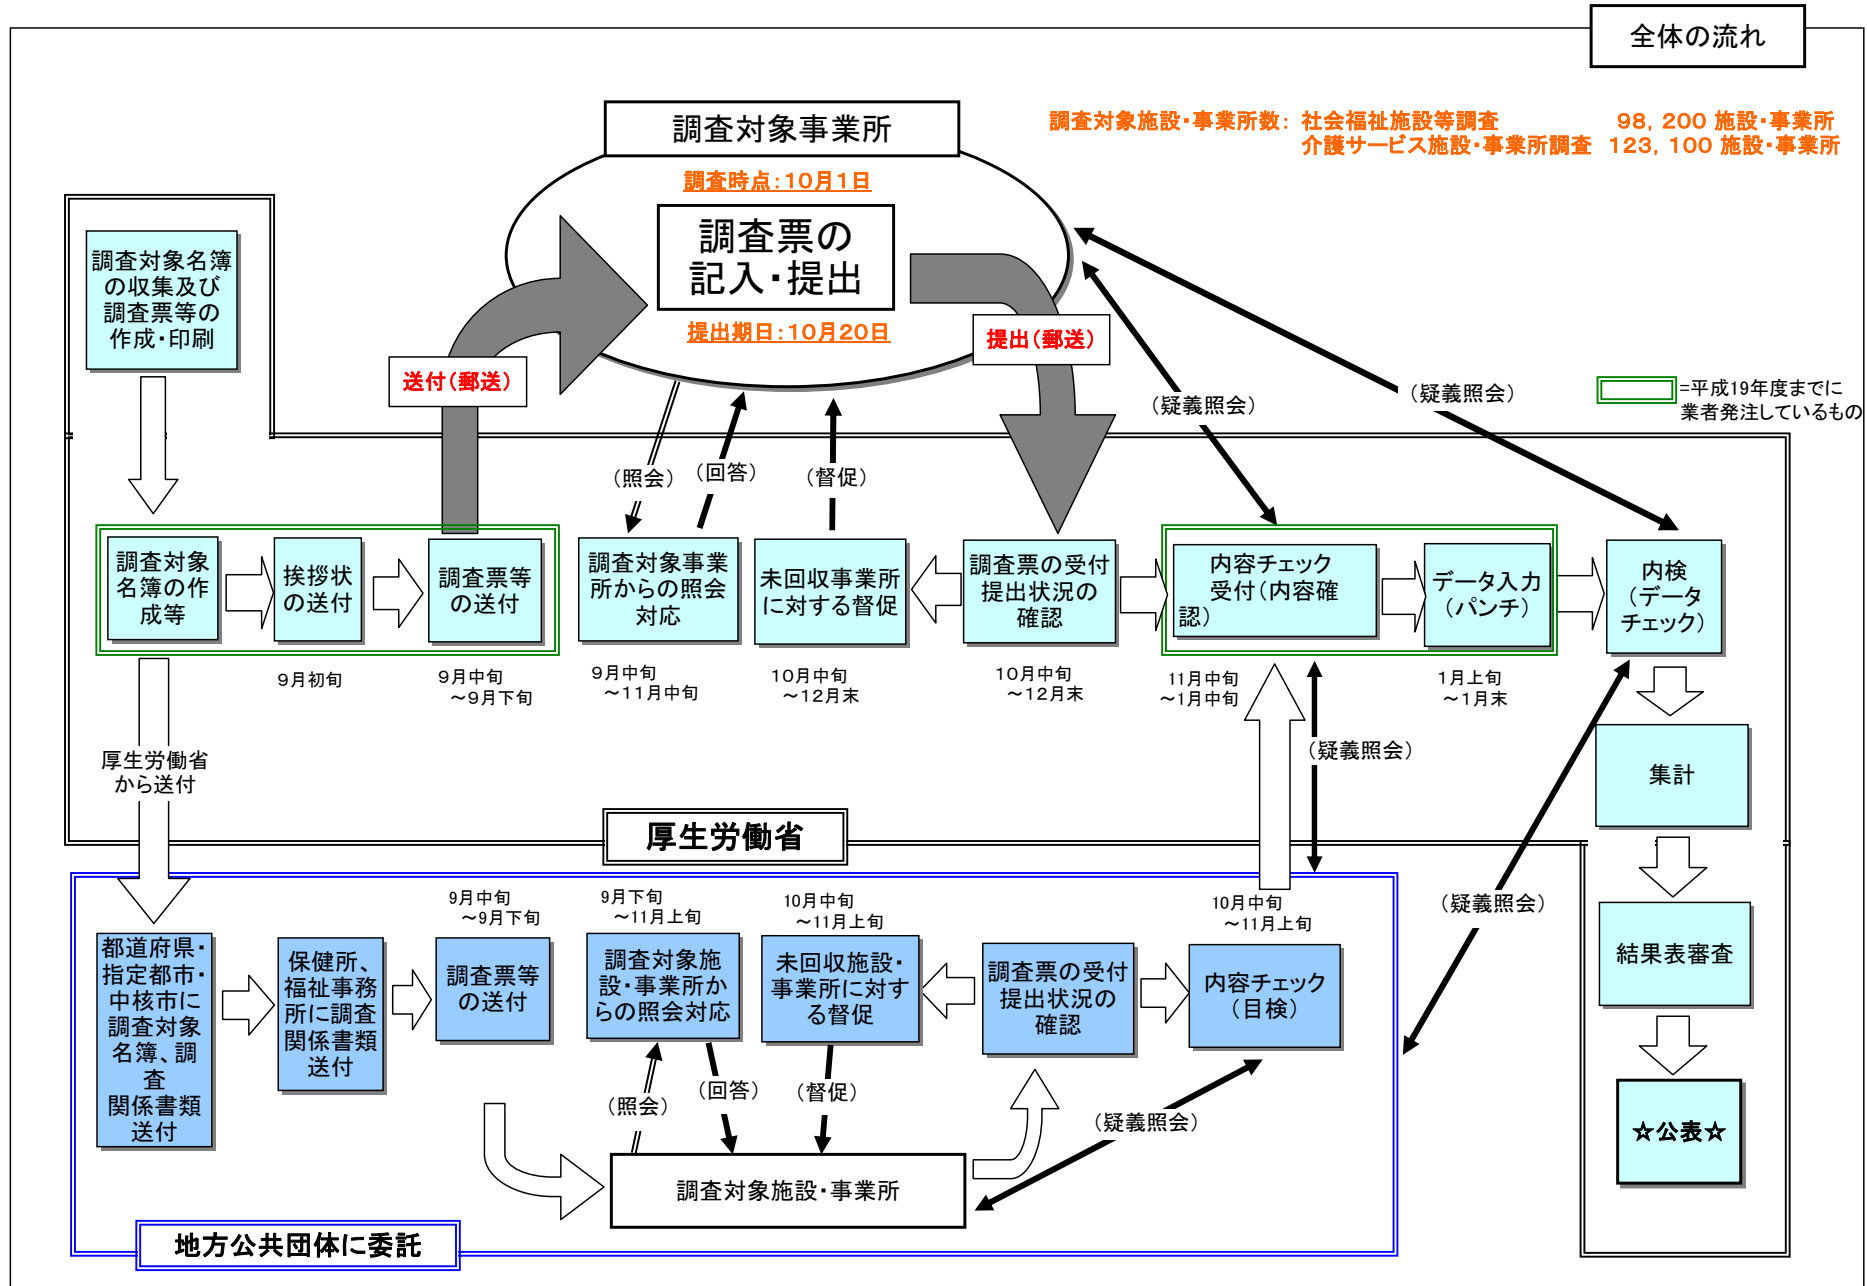 全体の流れ
調査対象事業所
調査対象施設・事業所数： 社会福祉施設等調査 98，200 施設・事業所
介護サービス施設・事業所調査 123，100 施設・事業所
調査時点：10月1日
調査票の
記入・提出
提出期日：10月20日
調査対象名簿
の収集及び
調査票等の
作成・印刷
送付（郵送）
提出（郵送）
（疑義照会）
（疑義照会）
=平成19年度までに
業者発注しているもの
（照会）
（回答）
（督促）
調査対象
名簿の作
成等
挨拶状
の送付
調査票等
の送付
調査対象事業
所からの照会
対応
未回収事業所
に対する督促
調査票の受付
提出状況の
確認
内容チェック
受付（内容確
認）
データ入力
（パンチ）
内検
（データ
チェック）
9月初旬
9月中旬
～9月下旬
9月中旬
～11月中旬
10月中旬
～12月末
10月中旬
～12月末
11月中旬
～1月中旬
1月上旬
～1月末
厚生労働省
から送付
（疑義照会）
集計
厚生労働省
9月中旬
～9月下旬
9月下旬
～11月上旬
10月中旬
～11月上旬
10月中旬
～11月上旬
（疑義照会）
都道府県・
指定都市・
中核市に
調査対象
名簿、調
査
関係書類
送付
保健所、
福祉事務
所に調査
関係書類
送付
調査票等
の送付
調査対象施
設・事業所か
らの照会対応
未回収施設・
事業所に対す
る督促
調査票の受付
提出状況の
確認
内容チェック
（目検）
結果表審査
（照会）
（回答）
（督促）
（疑義照会）
☆公表☆
調査対象施設・事業所
地方公共団体に委託